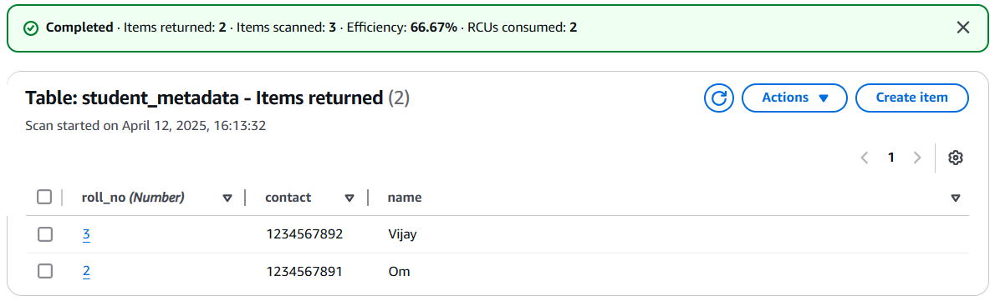 Completed · Items returned: 2 · Items scanned: 3 · Efficiency: 66.67% · RCUs consumed: 2
Table: student_metadata - Items returned (2)
Actions
Create item
Scan started on April 12, 2025, 16:13:32
1
roll_no (Number) contact name
3 1234567892 Vijay
2 1234567891 Om